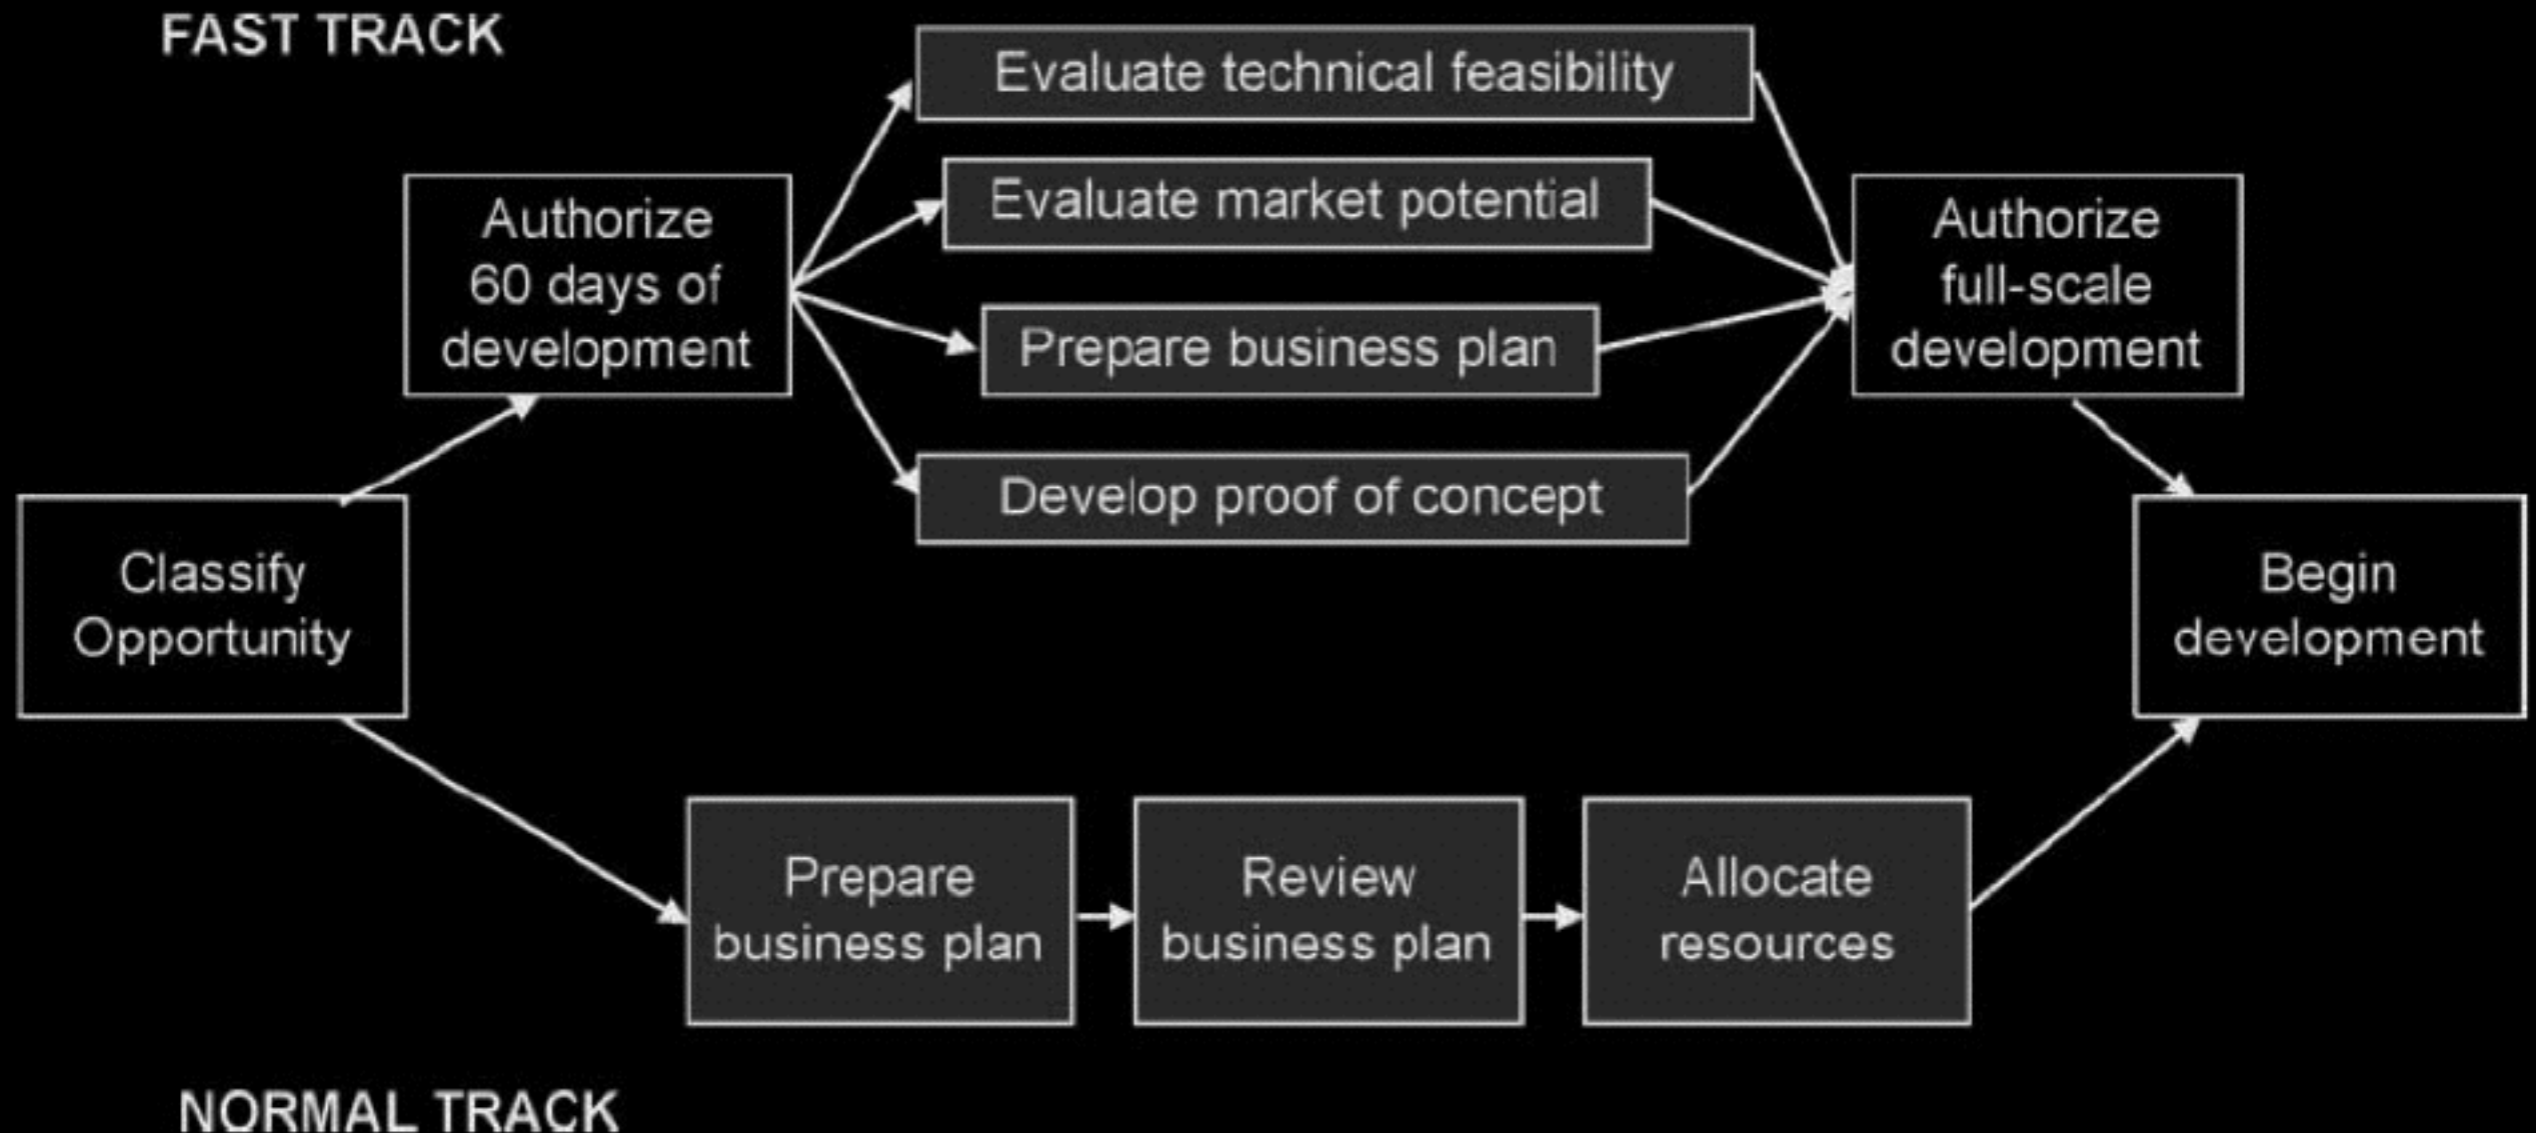 FAST TRACK
Evaluate technical feasibility
Evaluate market potential
Authorize
60 days of
development
Prepare business plan
Develop proof of concept
Authorize
full-scale
development
Classify
Opportunity
Begin
development
Prepare
business plan
Review
business plan
Allocate
resources
NORMAL TRACK